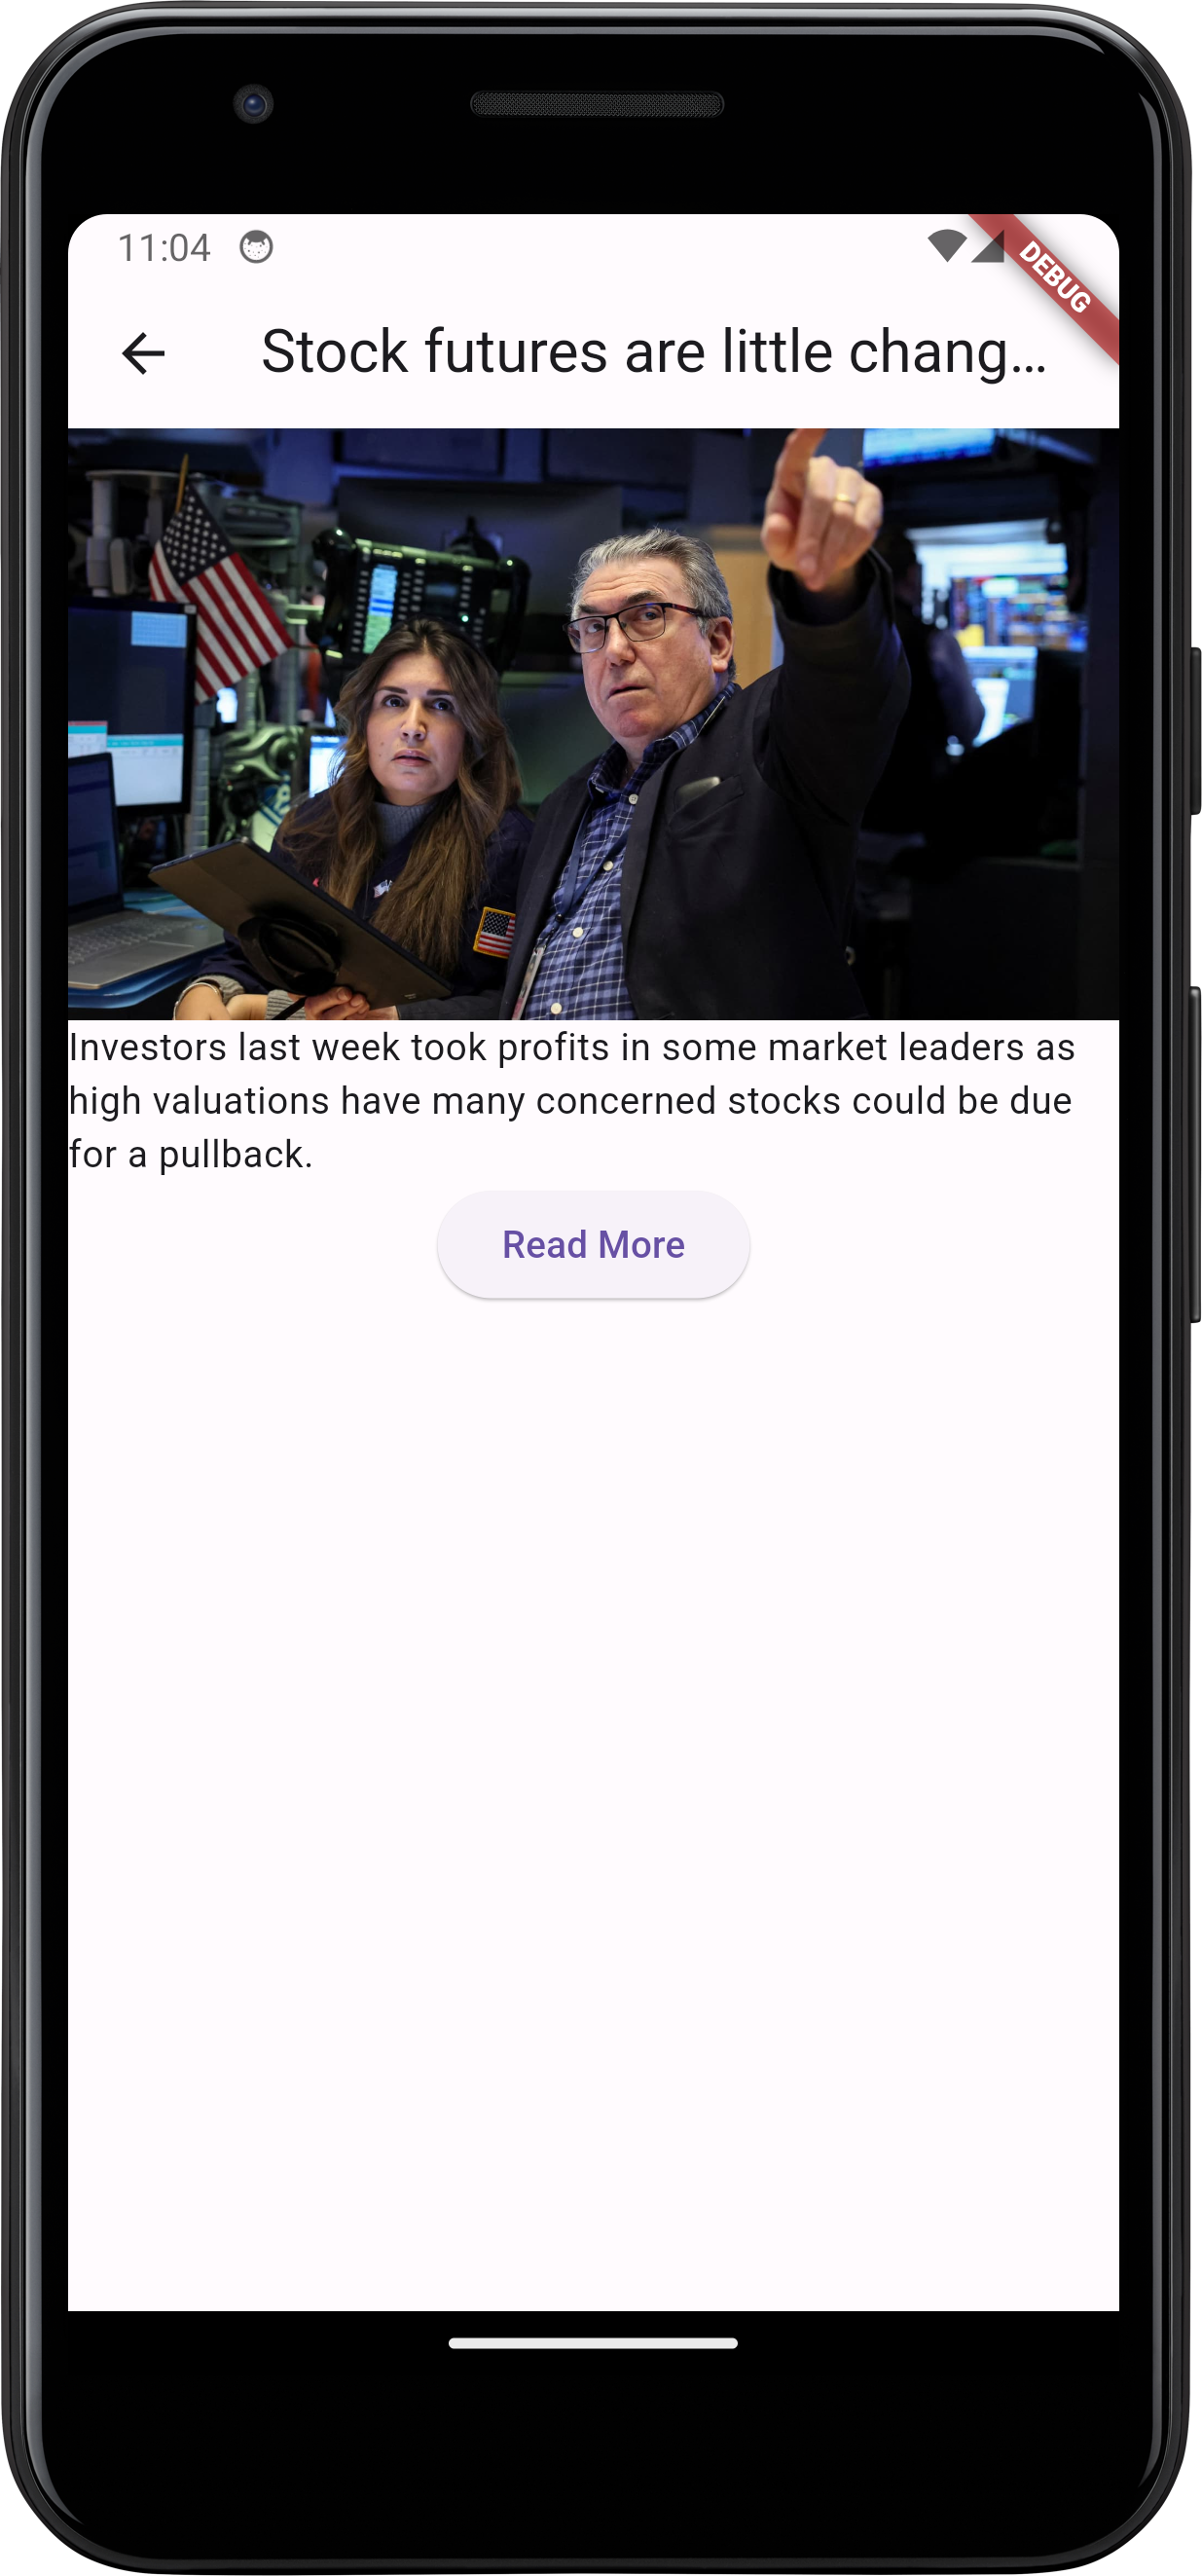 11:04
DEBUG
Stock futures are little chang...
Investors last week took profits in some market leaders as
high valuations have many concerned stocks could be due
for a pullback.
Read More